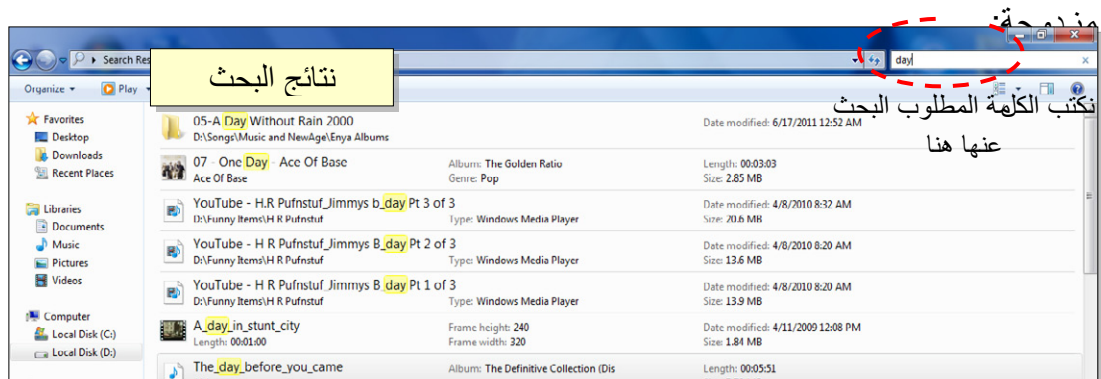 مزدوجة:
Search Res
day
نتائج البحث
Organize
Play
نكتب الكلمة المطلوب البحث
عنها هنا
Favorites
Desktop
Downloads
Recent Places
Libraries
Documents
Music
Pictures
Videos
Computer
Local Disk (C:)
Local Disk (D:)
05-A Day Without Rain 2000
D:\Songs\Music and NewAge\Enya Albums
Date modified: 6/17/2011 12:52 AM
07 - One Day - Ace Of Base
Ace Of Base
Album: The Golden Ratio
Genre: Pop
Length: 00:03:03
Size: 2.85 MB
YouTube - H.R Pufnstuf_Jimmys b_day Pt 3 of 3
D:\Funny Items\H R Pufnstuf
Type: Windows Media Player
Date modified: 4/8/2010 8:32 AM
Size: 20.6 MB
YouTube - H R Pufnstuf_Jimmys B_day Pt 2 of 3
D:\Funny Items\H R Pufnstuf
Type: Windows Media Player
Date modified: 4/8/2010 8:20 AM
Size: 13.6 MB
YouTube - H R Pufnstuf_Jimmys B_day Pt 1 of 3
D:\Funny Items\H R Pufnstuf
Type: Windows Media Player
Date modified: 4/8/2010 8:20 AM
Size: 13.9 MB
A_day_in_stunt_city
Length: 00:01:00
Frame height: 240
Frame width: 320
Date modified: 4/11/2009 12:08 PM
Size: 1.84 MB
The_day_before_you_came
Album: The Definitive Collection (Dis
Length: 00:05:51